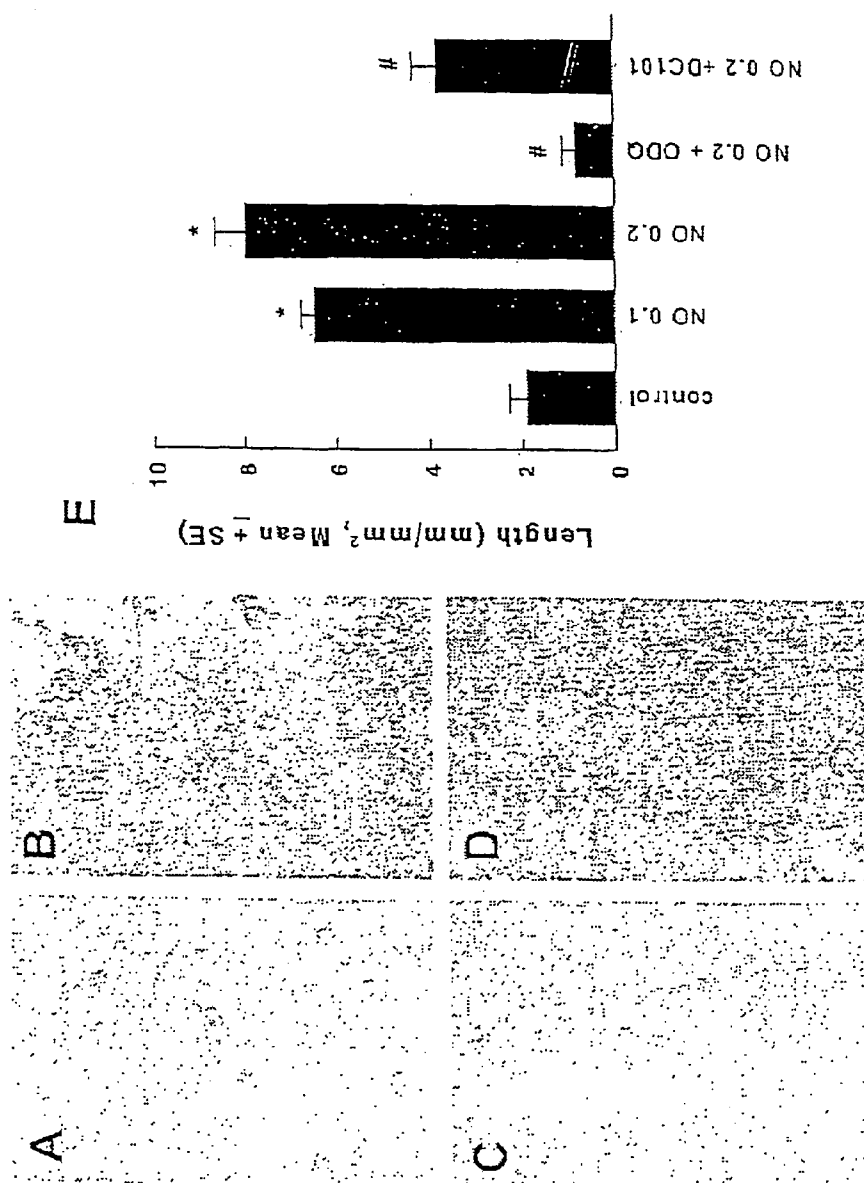 A
B
C
D
E
Length (mm/mm², Mean ± SE)
10
8
6
4
2
0
*
*
#
#
control
NO 0.1
NO 0.2
NO 0.2 + ODQ
NO 0.2 +DC101